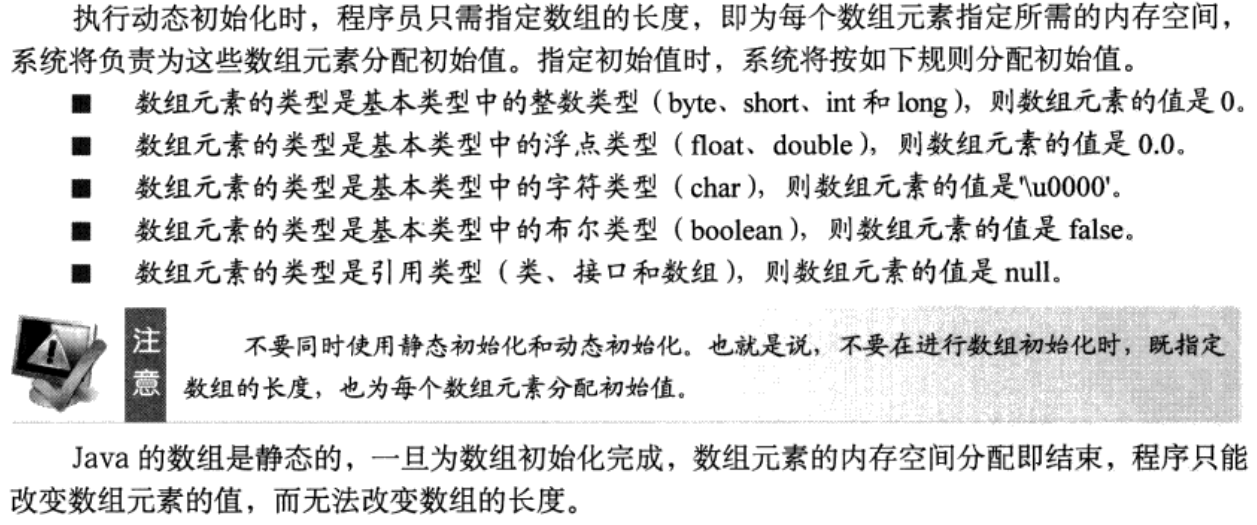 执行动态初始化时，程序员只需指定数组的长度，即为每个数组元素指定所需的内存空间，
系统将负责为这些数组元素分配初始值。指定初始值时，系统将按如下规则分配初始值。
■ 数组元素的类型是基本类型中的整数类型（byte、short、int 和 long），则数组元素的值是 0。
■ 数组元素的类型是基本类型中的浮点类型（float、double），则数组元素的值是 0.0。
■ 数组元素的类型是基本类型中的字符类型（char），则数组元素的值是'\u0000'。
■ 数组元素的类型是基本类型中的布尔类型（boolean），则数组元素的值是 false。
■ 数组元素的类型是引用类型（类、接口和数组），则数组元素的值是 null。
注意
不要同时使用静态初始化和动态初始化。也就是说，不要在进行数组初始化时，既指定
数组的长度，也为每个数组元素分配初始值。
Java 的数组是静态的，一旦为数组初始化完成，数组元素的内存空间分配即结束，程序只能
改变数组元素的值，而无法改变数组的长度。